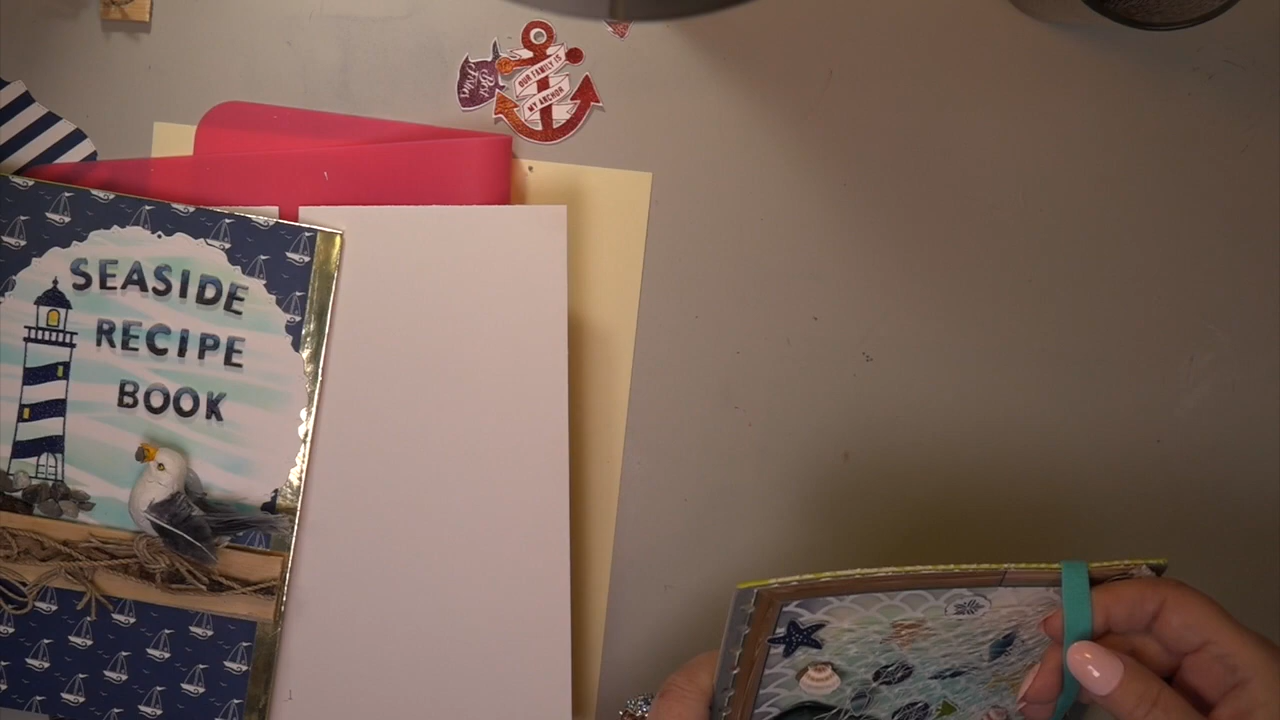 OUR FAMILY IS
MY ANCHOR
SEASIDE
RECIPE
BOOK